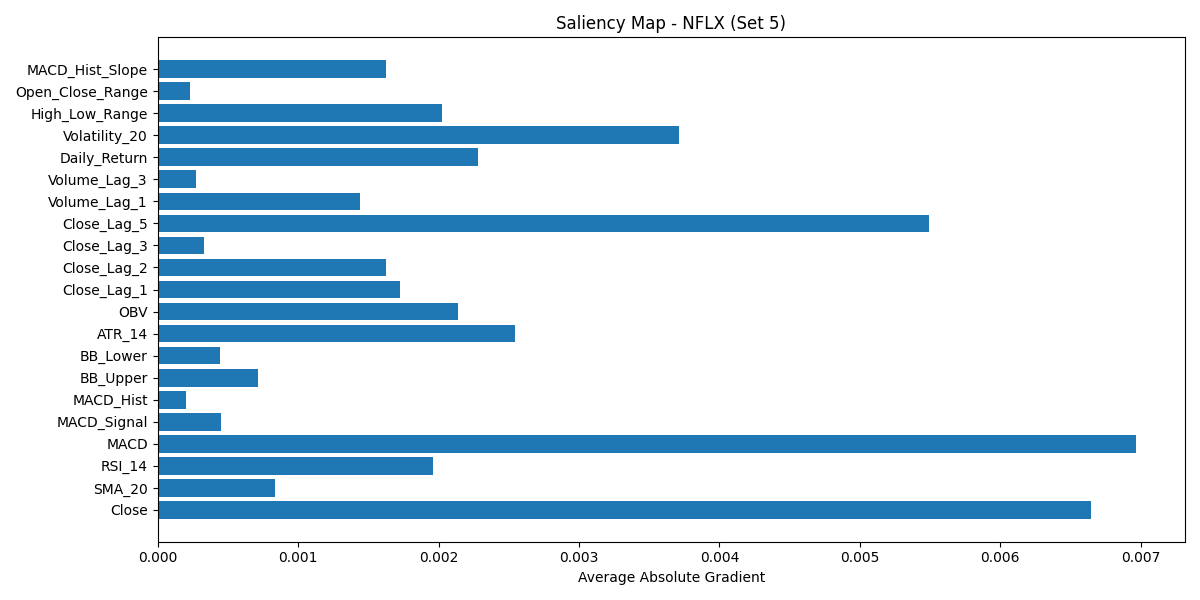 Saliency Map - NFLX (Set 5)
MACD_Hist_Slope
Open_Close_Range
High_Low_Range
Volatility_20
Daily_Return
Volume_Lag_3
Volume_Lag_1
Close_Lag_5
Close_Lag_3
Close_Lag_2
Close_Lag_1
OBV
ATR_14
BB_Lower
BB_Upper
MACD_Hist
MACD_Signal
MACD
RSI_14
SMA_20
Close
0.000 0.001 0.002 0.003 0.004 0.005 0.006 0.007
Average Absolute Gradient